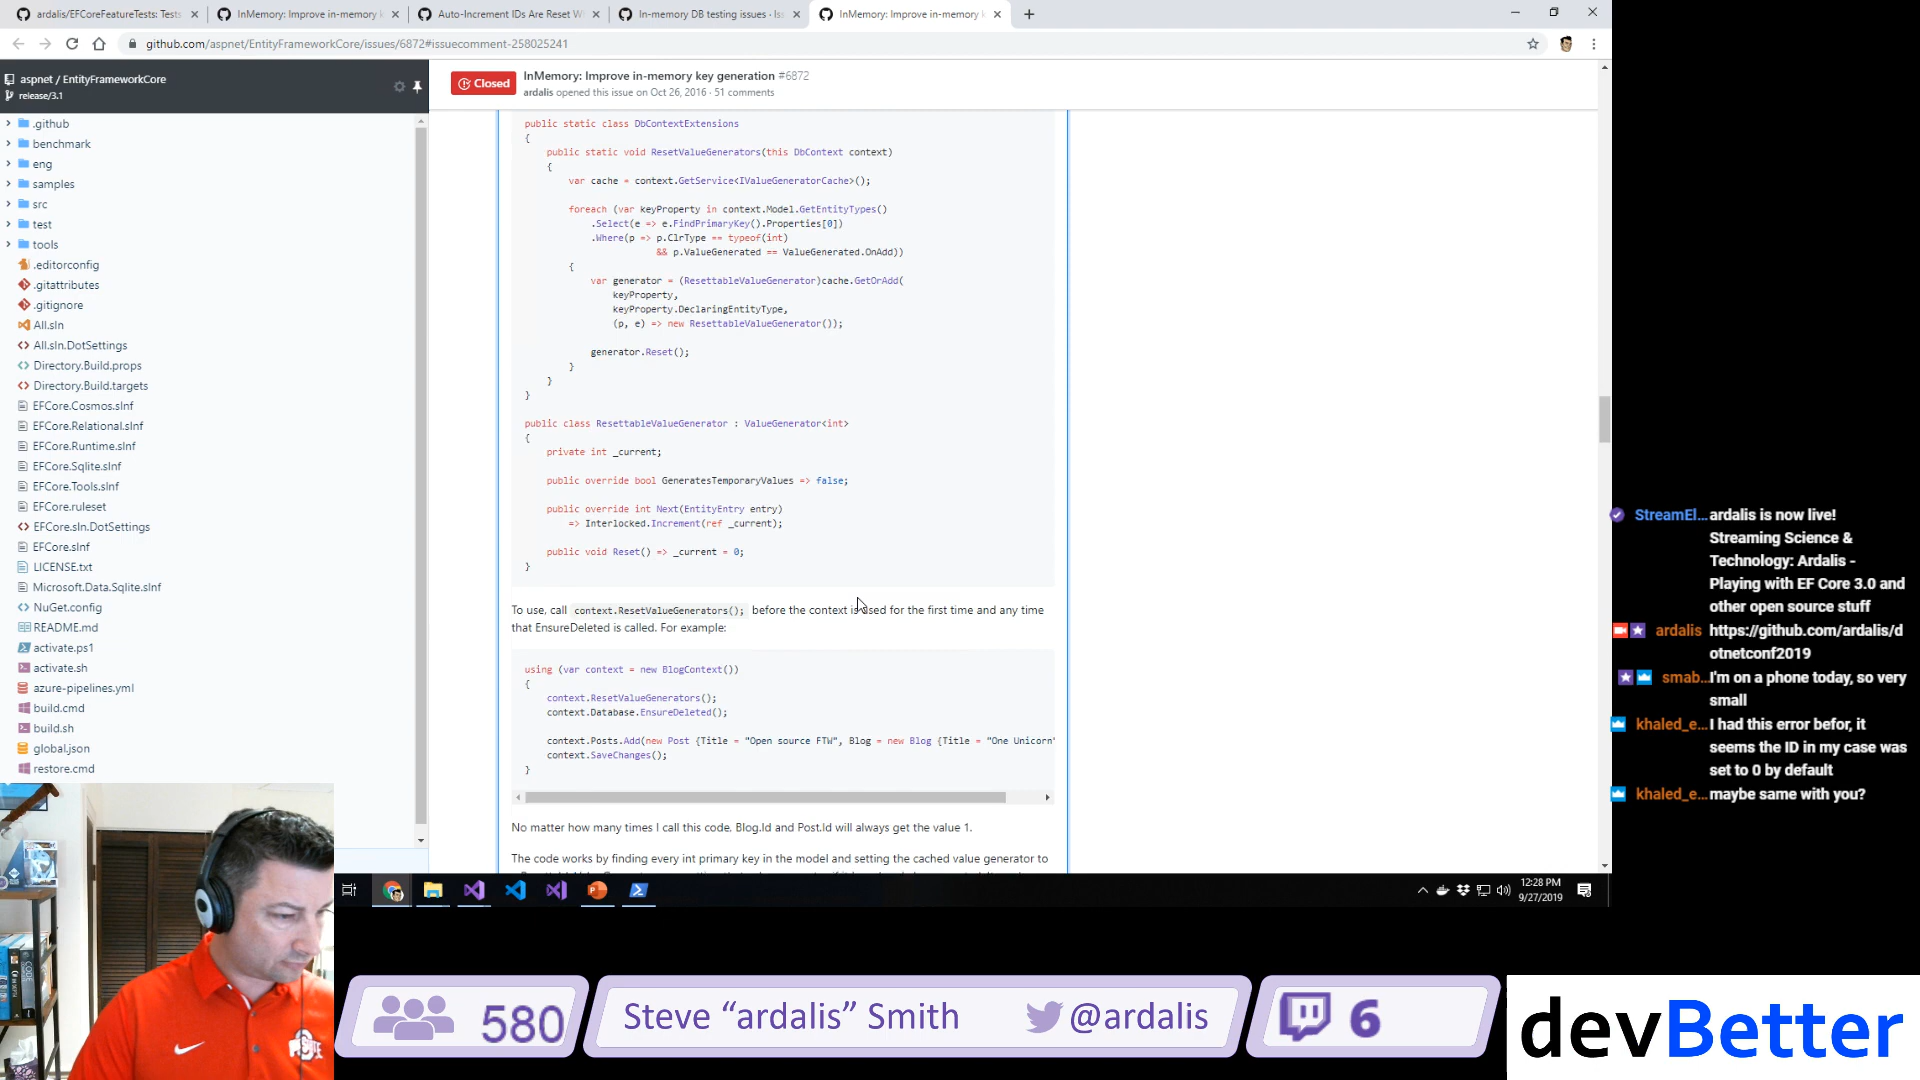 ardalis/EFCoreFeatureTests: Tests
InMemory: Improve in-memory k
Auto-Increment IDs Are Reset W
In-memory DB testing issues · Iss
InMemory: Improve in-memory k
github.com/aspnet/EntityFrameworkCore/issues/6872#issuecomment-258025241
aspnet / EntityFrameworkCore
release/3.1
.github
benchmark
eng
samples
src
test
tools
.editorconfig
.gitattributes
.gitignore
All.sln
All.sln.DotSettings
Directory.Build.props
Directory.Build.targets
EFCore.Cosmos.slnf
EFCore.Relational.slnf
EFCore.Runtime.slnf
EFCore.Sqlite.slnf
EFCore.Tools.slnf
EFCore.ruleset
EFCore.sln.DotSettings
EFCore.slnf
LICENSE.txt
Microsoft.Data.Sqlite.slnf
NuGet.config
README.md
activate.ps1
activate.sh
azure-pipelines.yml
build.cmd
build.sh
global.json
restore.cmd
Closed
InMemory: Improve in-memory key generation #6872
ardalis opened this issue on Oct 26, 2016 · 51 comments
public static class DbContextExtensions
{
public static void ResetValueGenerators(this DbContext context)
{
var cache = context.GetService<IValueGeneratorCache>();
foreach (var keyProperty in context.Model.GetEntityTypes()
.Select(e => e.FindPrimaryKey().Properties[0])
.Where(p => p.ClrType == typeof(int)
&& p.ValueGenerated == ValueGenerated.OnAdd))
{
var generator = (ResettableValueGenerator)cache.GetOrAdd(
keyProperty,
keyProperty.DeclaringEntityType,
(p, e) => new ResettableValueGenerator());
generator.Reset();
}
}
}
public class ResettableValueGenerator : ValueGenerator<int>
{
private int _current;
public override bool GeneratesTemporaryValues => false;
public override int Next(EntityEntry entry)
=> Interlocked.Increment(ref _current);
public void Reset() => _current = 0;
}
To use, call context.ResetValueGenerators(); before the context is used for the first time and any time
that EnsureDeleted is called. For example:
using (var context = new BlogContext())
{
context.ResetValueGenerators();
context.Database.EnsureDeleted();
context.Posts.Add(new Post {Title = "Open source FTW", Blog = new Blog {Title = "One Unicorn"
context.SaveChanges();
}
No matter how many times I call this code, Blog.Id and Post.Id will always get the value 1.
The code works by finding every int primary key in the model and setting the cached value generator to
12:28 PM
9/27/2019
StreamEl... ardalis is now live!
Streaming Science &
Technology: Ardalis -
Playing with EF Core 3.0 and
other open source stuff
ardalis https://github.com/ardalis/d
otnetconf2019
smab... I'm on a phone today, so very
small
khaled_e... I had this error befor, it
seems the ID in my case was
set to 0 by default
khaled_e... maybe same with you?
580
Steve "ardalis" Smith
@ardalis
6
devBetter